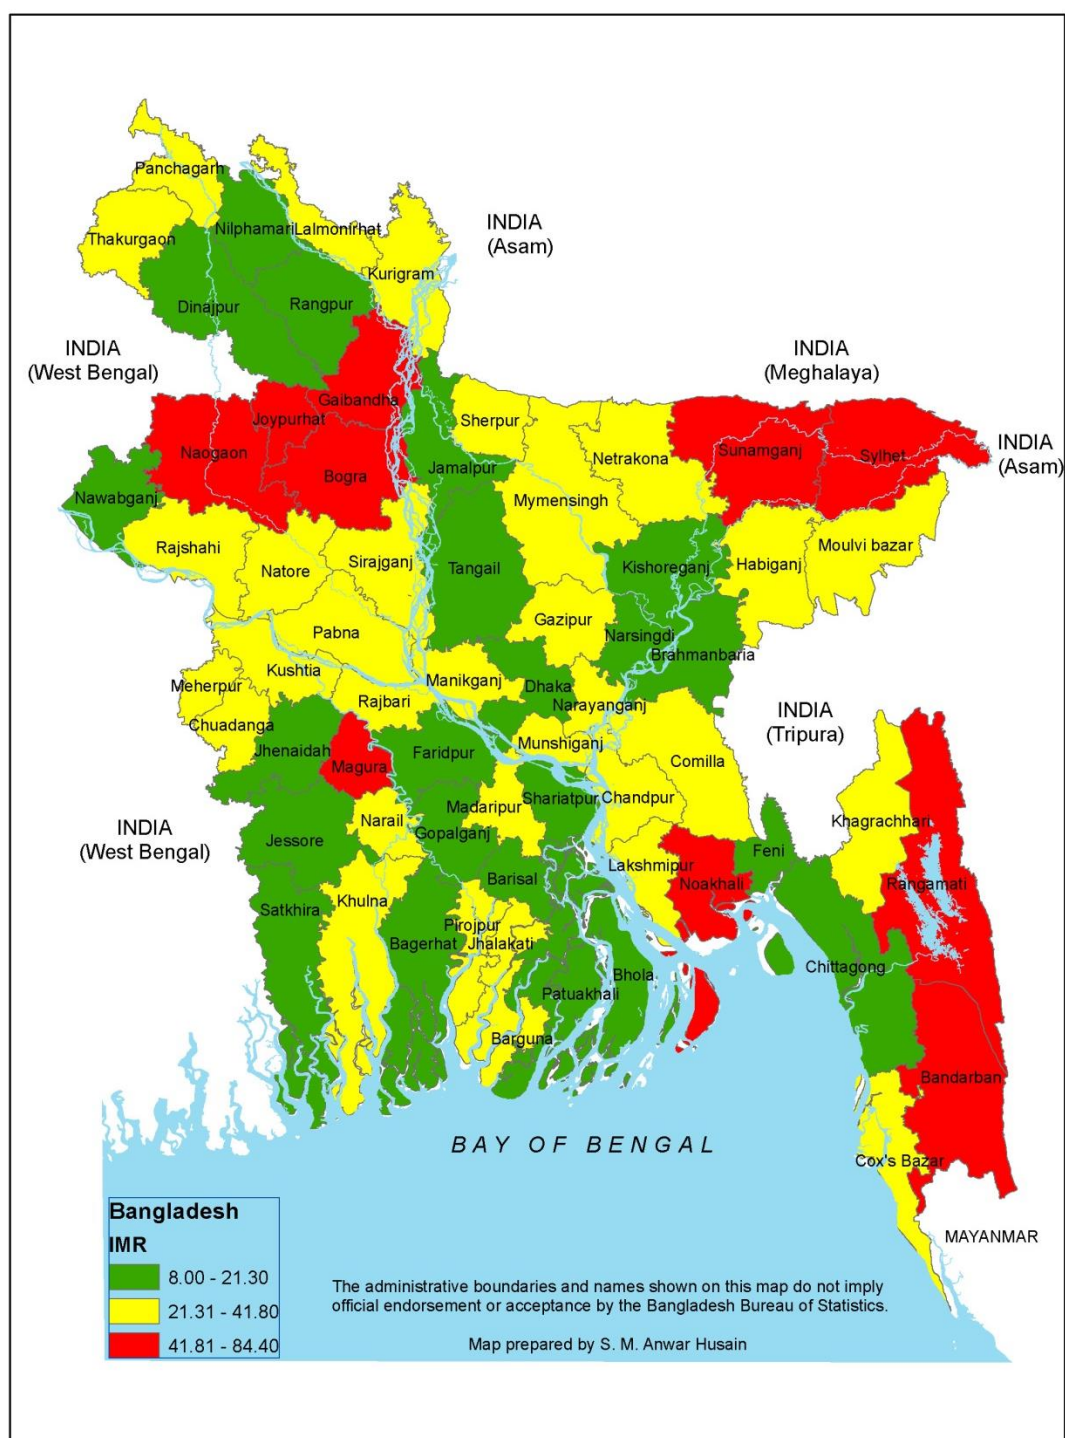 Panchagarh
INDIA
(Asam)
Nilphamari
Lalmonirhat
Thakurgaon
Kurigram
Dinajpur
Rangpur
INDIA
(West Bengal)
INDIA
(Meghalaya)
Gaibandha
Joypurhat
Sherpur
Naogaon
Bogra
Jamalpur
Netrakona
Sunamganj
Sylhet
INDIA
(Asam)
Nawabganj
Mymensingh
Rajshahi
Natore
Sirajganj
Tangail
Kishoreganj
Habiganj
Moulvi bazar
Gazipur
Pabna
Narsingdi
Brahmanbaria
Kushtia
Meherpur
Manikganj
Dhaka
Rajbari
Narayanganj
Chuadanga
INDIA
(Tripura)
Jhenaidah
Magura
Faridpur
Munshiganj
Comilla
Shariatpur
Chandpur
Madaripur
Narail
Gopalganj
INDIA
(West Bengal)
Jessore
Khagrachhari
Feni
Lakshmipur
Noakhali
Rangamati
Barisal
Satkhira
Khulna
Pirojpur
Bagerhat
Jhalakati
Chittagong
Bhola
Patuakhali
Barguna
Bandarban
BAY OF BENGAL
Cox's Bazar
MAYANMAR
Bangladesh
IMR
8.00 - 21.30
21.31 - 41.80
41.81 - 84.40
The administrative boundaries and names shown on this map do not imply
official endorsement or acceptance by the Bangladesh Bureau of Statistics.
Map prepared by S. M. Anwar Husain